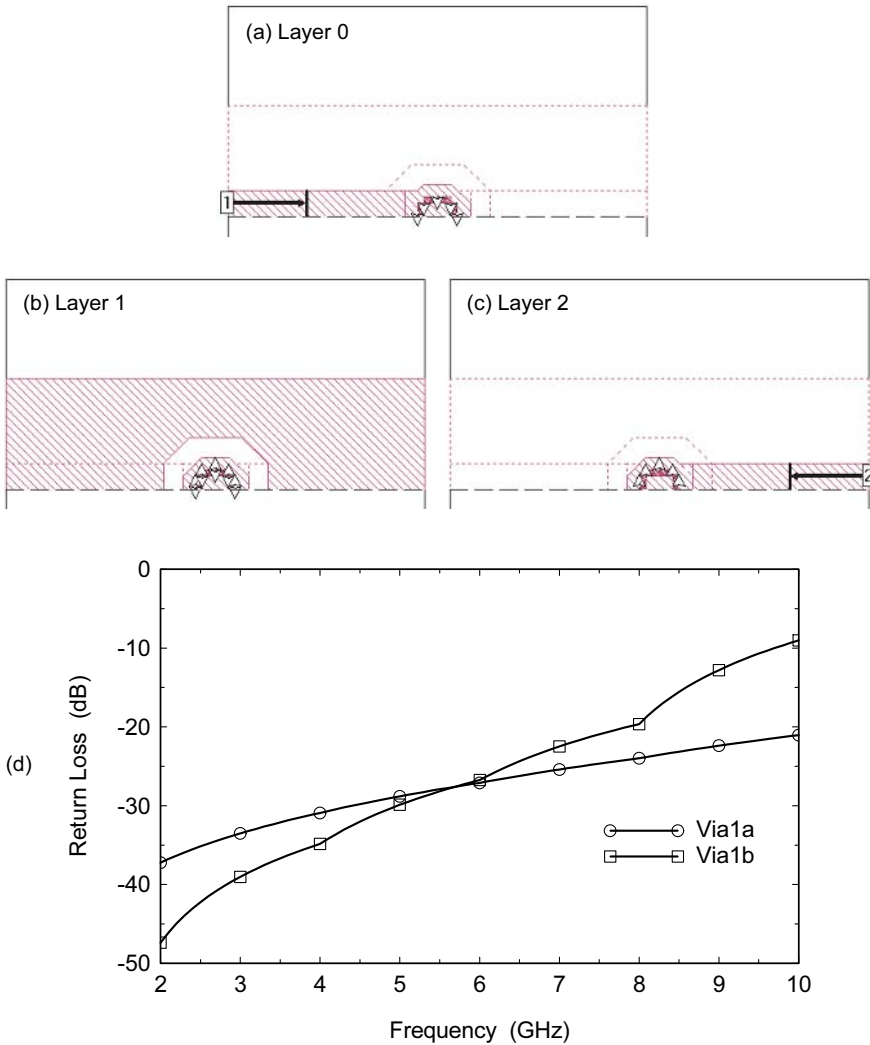 (a) Layer 0
1
(b) Layer 1
(c) Layer 2
2
(d)
Return Loss (dB)
0
-10
-20
-30
-40
-50
Via1a
Via1b
2 3 4 5 6 7 8 9 10
Frequency (GHz)